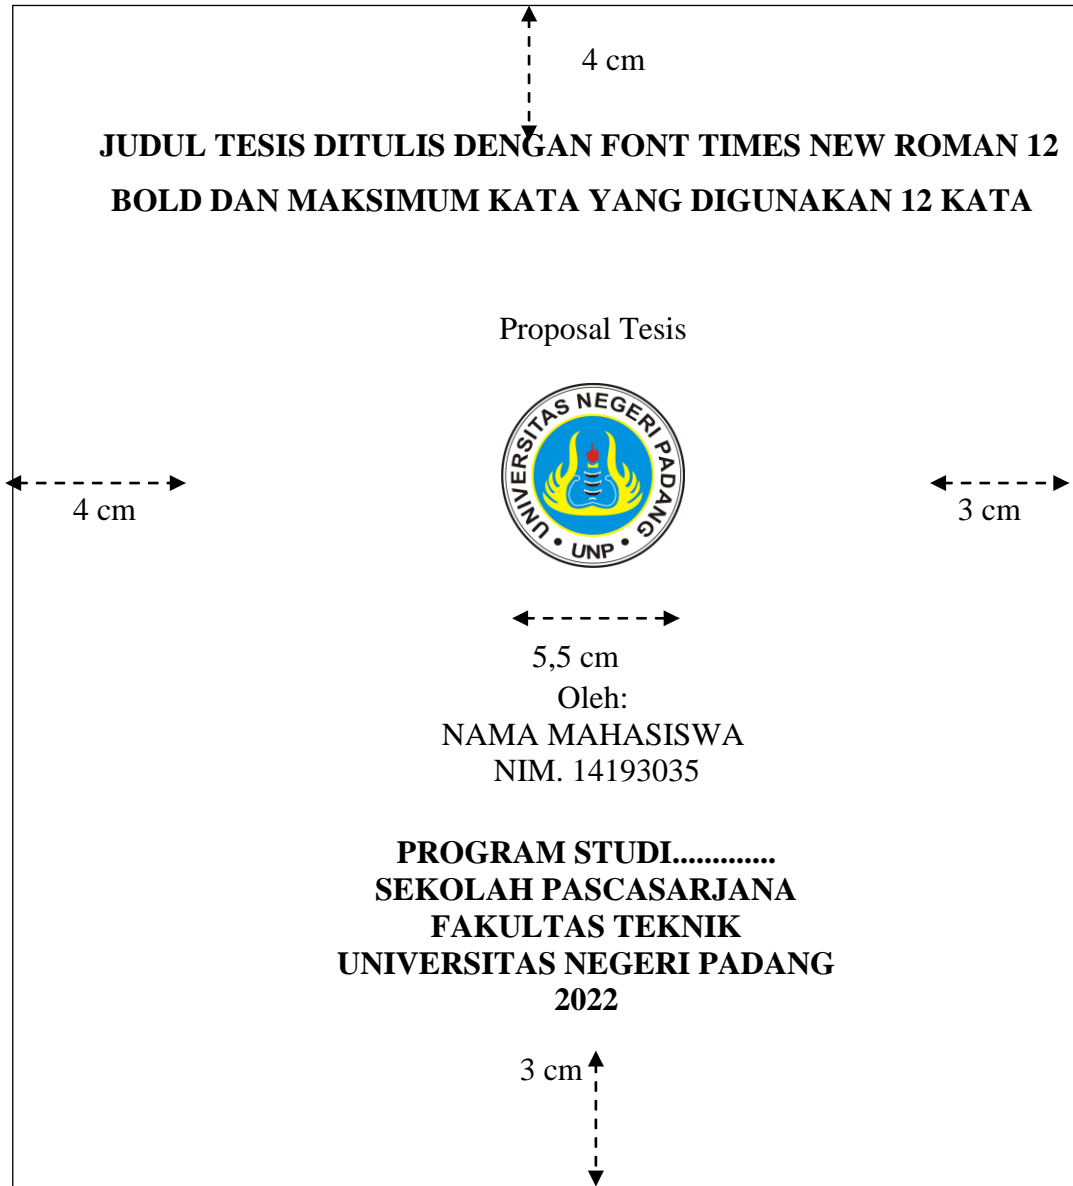 4 cm
JUDUL TESIS DITULIS DENGAN FONT TIMES NEW ROMAN 12
BOLD DAN MAKSIMUM KATA YANG DIGUNAKAN 12 KATA
Proposal Tesis
UNIVERSITAS NEGERI PADANG
• UNP •
4 cm
3 cm
5,5 cm
Oleh:
NAMA MAHASISWA
NIM. 14193035
PROGRAM STUDI.............
SEKOLAH PASCASARJANA
FAKULTAS TEKNIK
UNIVERSITAS NEGERI PADANG
2022
3 cm